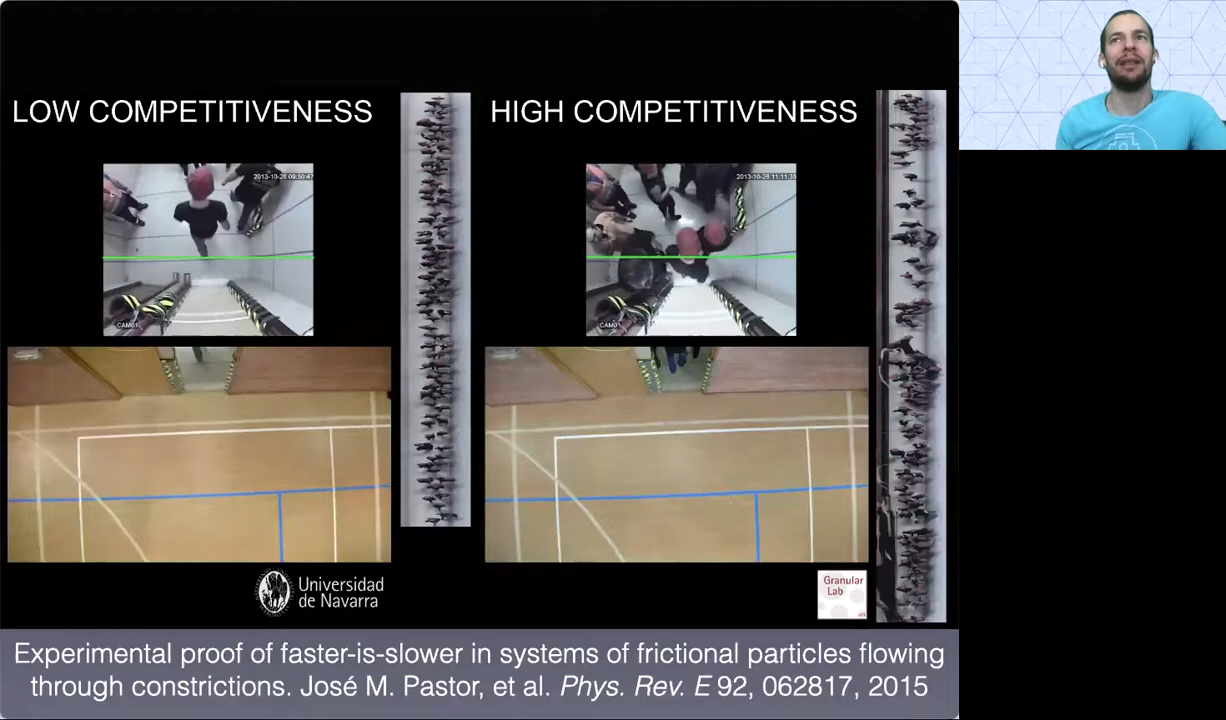 LOW COMPETITIVENESS
HIGH COMPETITIVENESS
2013-10-26 09:50:47
2013-10-26 11:11:35
CAM01
CAM01
Universidad
de Navarra
Granular
Lab
Experimental proof of faster-is-slower in systems of frictional particles flowing
through constrictions. José M. Pastor, et al. Phys. Rev. E 92, 062817, 2015